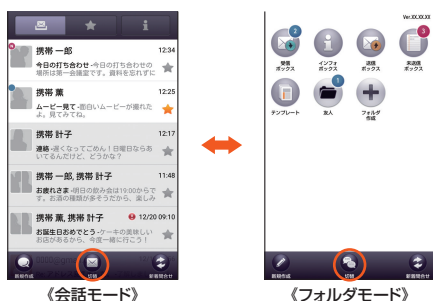 携帯 一郎 12:34
今日の打ち合わせ-今日の打ち合わせの
場所は第一会議室です。資料を忘れずに
携帯 薫 12:25
ムービー見て-面白いムービーが撮れた
よ。見てみてね。
携帯 計子 12:17
連絡-遅くなってごめん！日曜日ならあ
いてるんだけど、どうかな？
携帯 一郎, 携帯 計子 11:48
お疲れさま-明日の飲み会は19:00からで
す。お酒の種類が多そうだから、楽しみ
携帯 薫, 携帯 計子 12/20 09:10
お誕生日おめでとう-ケーキの美味しい
お店があるから、今度一緒に行こう！
新規作成 切替 新着問合せ
《会話モード》
Ver.XX.XX.XX
2 3
受信
ボックス
インフォ
ボックス
送信
ボックス
未送信
ボックス
1
テンプレート
友人
フォルダ
作成
新規作成 切替 新着問合せ
《フォルダモード》